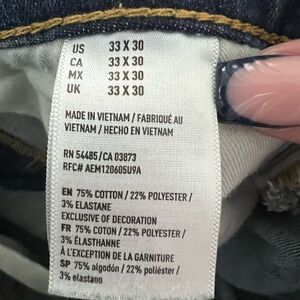 US 33 X 30
CA 33 X 30
MX 33 X 30
UK 33 X 30
MADE IN VIETNAM / FABRIQUÉ AU
VIETNAM / HECHO EN VIETNAM
RN 54485/CA 03873
RFC# AEM120605U9A
EN 75% COTTON / 22% POLYESTER /
3% ELASTANE
EXCLUSIVE OF DECORATION
FR 75% COTON / 22% POLYESTER /
3% ÉLASTHANNE
À L'EXCEPTION DE LA GARNITURE
SP 75% algodón / 22% poliéster /
3% elastano